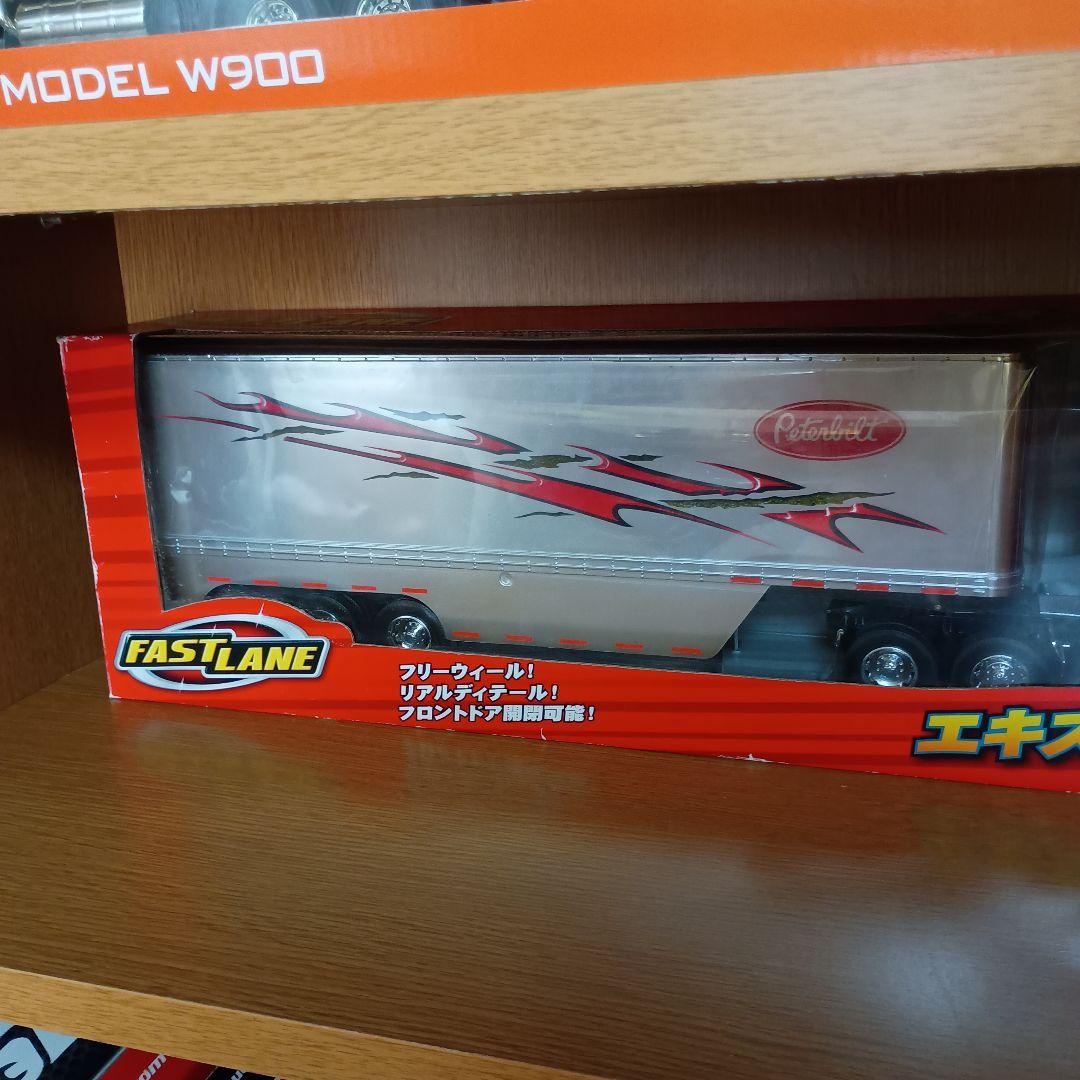 MODEL W900
Peterbilt
FAST LANE
フリーウィール!
リアルディテール!
フロントドア開閉可能!
エキス
om